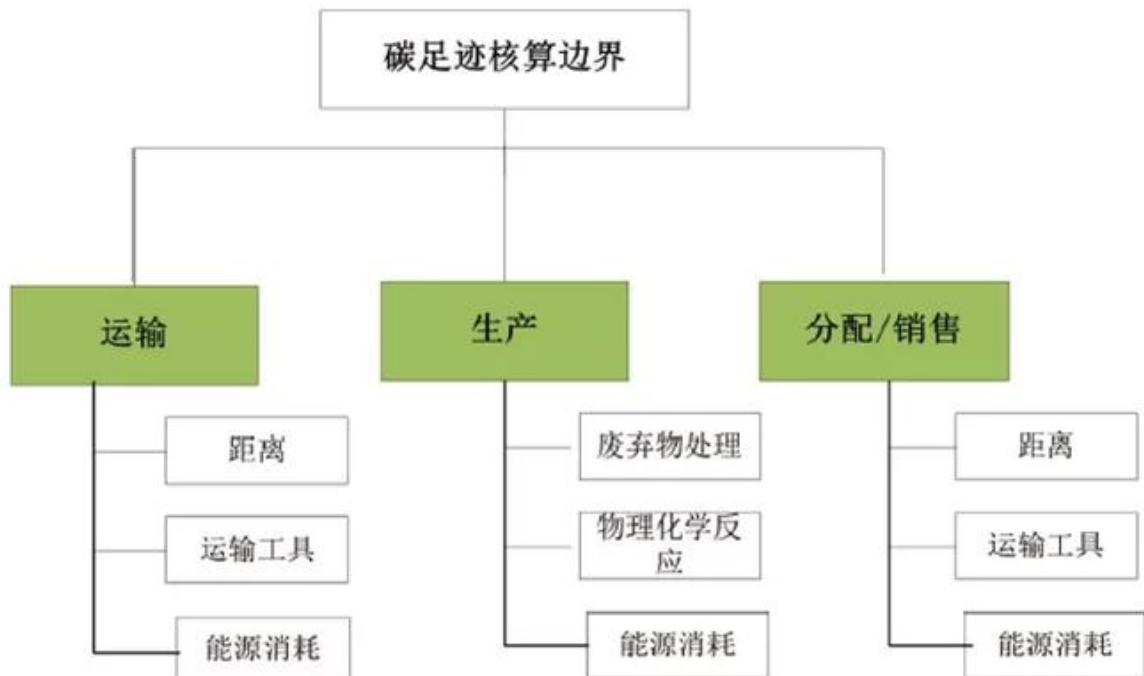 碳足迹核算边界
运输
生产
分配/销售
距离
废弃物处理
距离
运输工具
物理化学反
应
运输工具
能源消耗
能源消耗
能源消耗